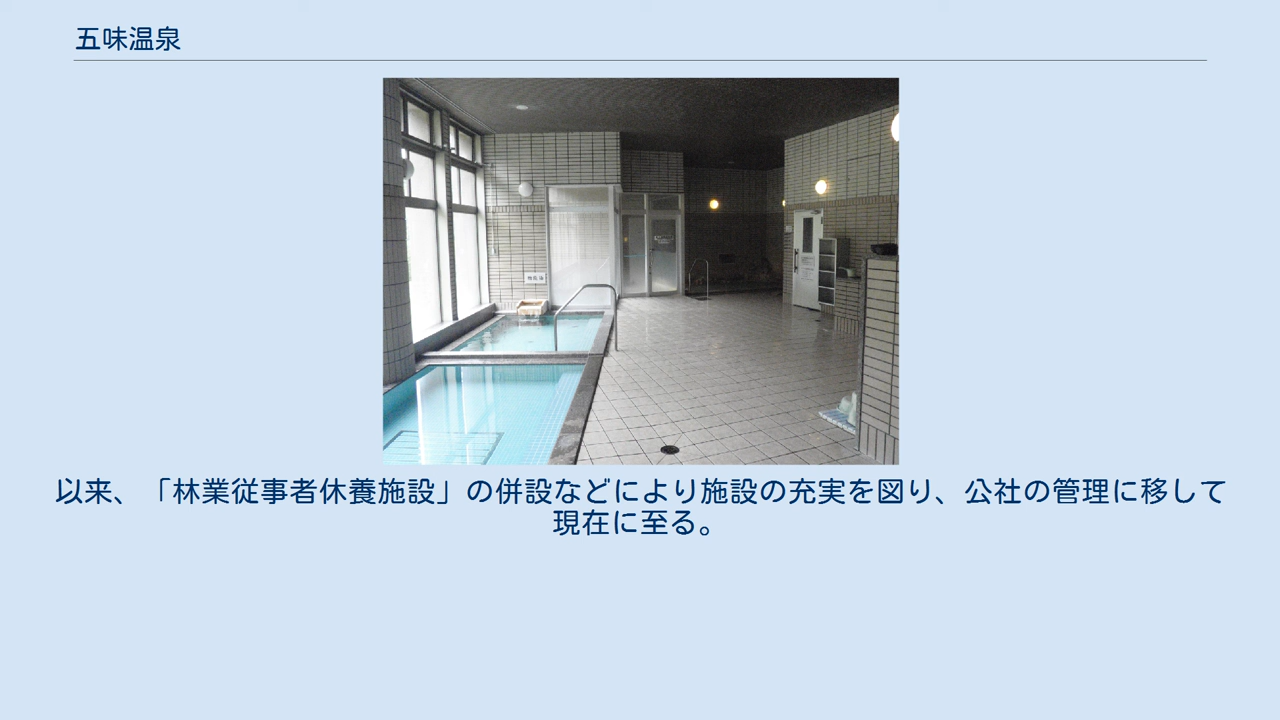 五味温泉
以来、「林業従事者休養施設」の併設などにより施設の充実を図り、公社の管理に移して
現在に至る。